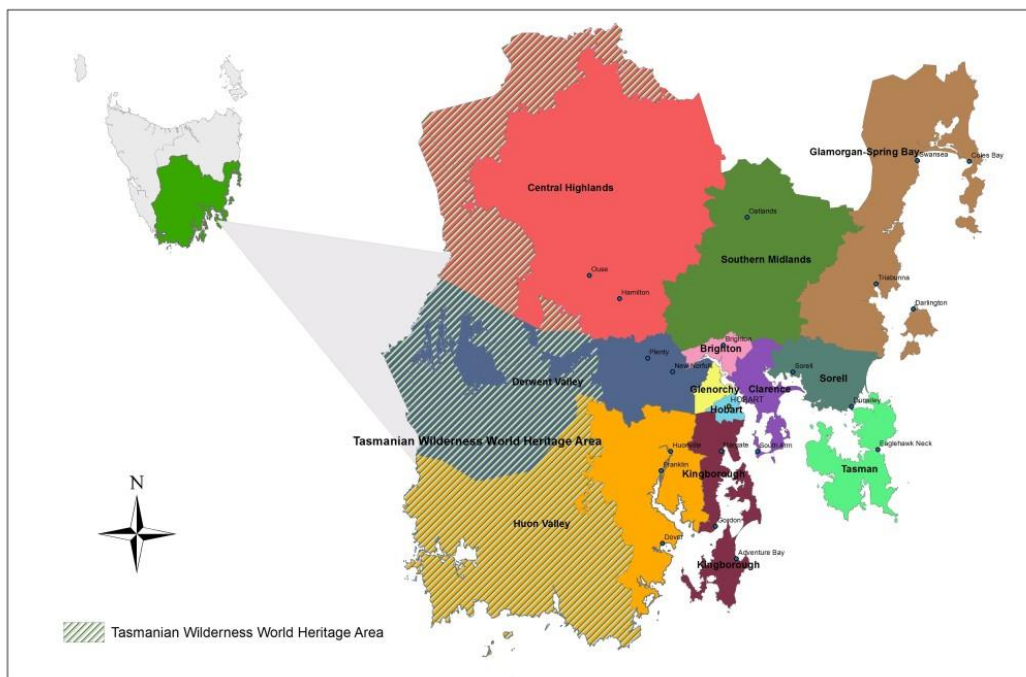 Glamorgan-Spring Bay
Swansea
Coles Bay
Central Highlands
Oatlands
Southern Midlands
Ouse
Hamilton
Triabunna
Darlington
Brighton
Brighton
Plenty
New Norfolk
Sorell
Sorell
Derwent Valley
Glenorchy
Clarence
HOBART
Hobart
Dunalley
Tasmanian Wilderness World Heritage Area
Huonville
Margate
South Arm
Eaglehawk Neck
Franklin
Kingborough
Tasman
N
Huon Valley
Gordon
Dover
Adventure Bay
Kingborough
Tasmanian Wilderness World Heritage Area